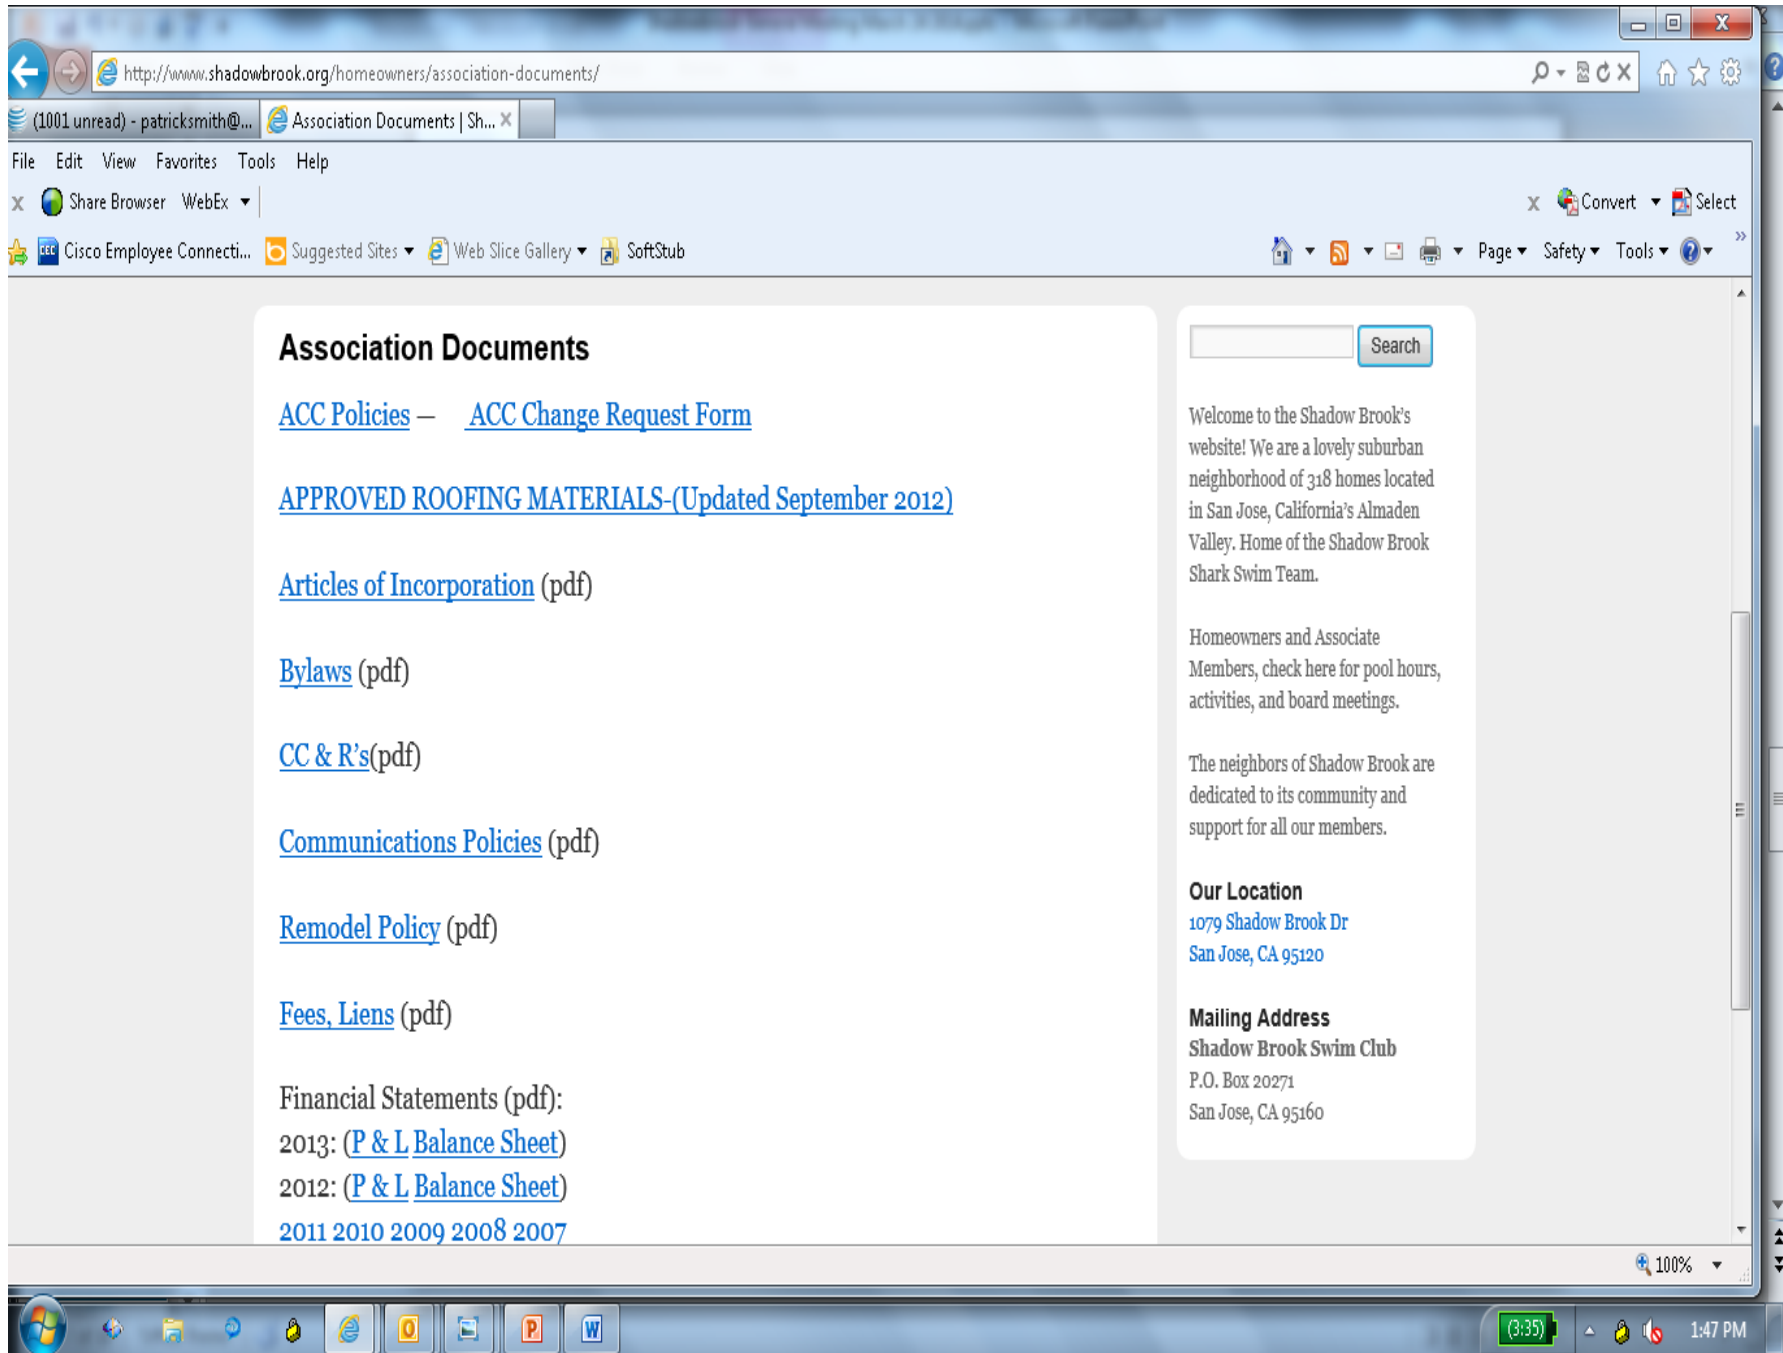 http://www.shadowbrook.org/homeowners/association-documents/
(1001 unread) - patricksmith@...
Association Documents | Sh...
File Edit View Favorites Tools Help
x Share Browser WebEx
x Convert Select
Cisco Employee Connecti... Suggested Sites Web Slice Gallery SoftStub
Page Safety Tools
Association Documents
ACC Policies — ACC Change Request Form
APPROVED ROOFING MATERIALS-(Updated September 2012)
Articles of Incorporation (pdf)
Bylaws (pdf)
CC & R's(pdf)
Communications Policies (pdf)
Remodel Policy (pdf)
Fees, Liens (pdf)
Financial Statements (pdf):
2013: (P & L Balance Sheet)
2012: (P & L Balance Sheet)
2011 2010 2009 2008 2007
Search
Welcome to the Shadow Brook's
website! We are a lovely suburban
neighborhood of 318 homes located
in San Jose, California's Almaden
Valley. Home of the Shadow Brook
Shark Swim Team.
Homeowners and Associate
Members, check here for pool hours,
activities, and board meetings.
The neighbors of Shadow Brook are
dedicated to its community and
support for all our members.
Our Location
1079 Shadow Brook Dr
San Jose, CA 95120
Mailing Address
Shadow Brook Swim Club
P.O. Box 20271
San Jose, CA 95160
100%
(3:35) 1:47 PM